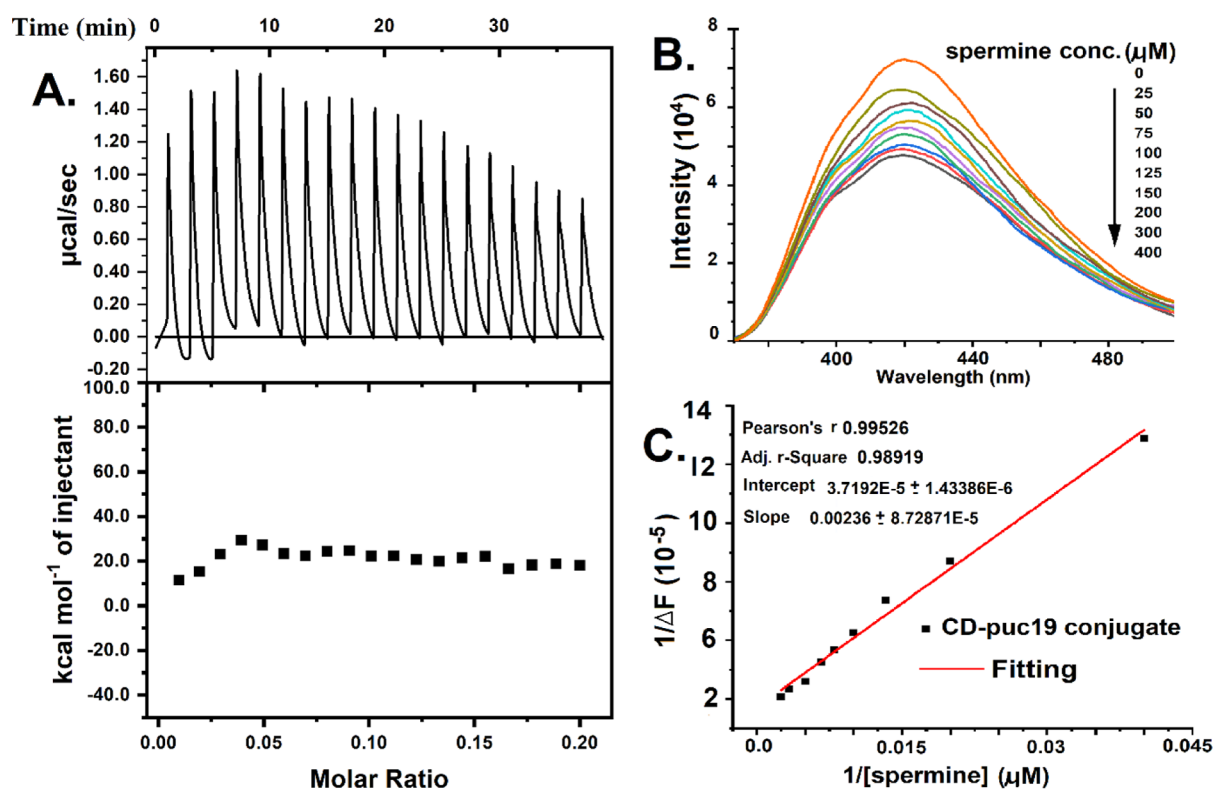 Time (min)
0 10 20 30
A.
1.60
1.40
1.20
1.00
0.80
0.60
0.40
0.20
0.00
-0.20
µcal/sec
100.0
80.0
60.0
40.0
20.0
0.0
-20.0
-40.0
kcal mol⁻¹ of injectant
0.00 0.05 0.10 0.15 0.20
Molar Ratio
B.
spermine conc. (µM)
0
25
50
75
100
125
150
200
300
400
8
6
4
2
0
Intensity (10⁴)
400 440 480
Wavelength (nm)
C.
Pearson's r 0.99526
Adj. r-Square 0.98919
Intercept 3.7192E-5 ± 1.43386E-6
Slope 0.00236 ± 8.72871E-5
14
12
10
8
6
4
2
1/△F (10⁻⁵)
CD-puc19 conjugate
Fitting
0.0 0.015 0.03 0.045
1/[spermine] (µM)